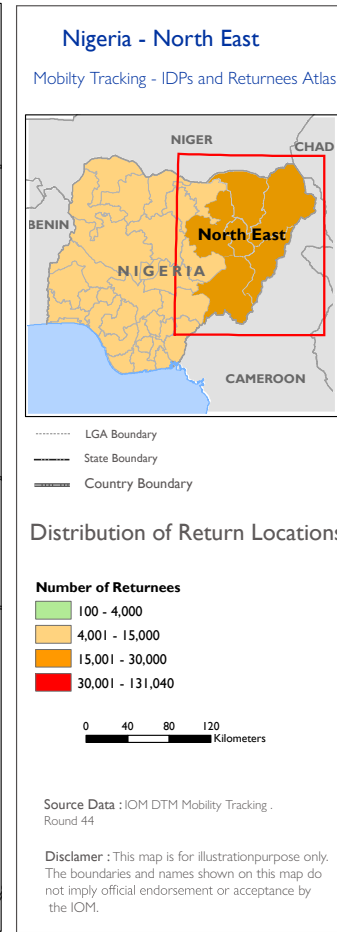 Nigeria - North East
Mobilty Tracking - IDPs and Returnees Atlas
NIGER
CHAD
BENIN
North East
NIGERIA
CAMEROON
LGA Boundary
State Boundary
Country Boundary
Distribution of Return Locations
Number of Returnees
100 - 4,000
4,001 - 15,000
15,001 - 30,000
30,001 - 131,040
0 40 80 120
Kilometers
Source Data : IOM DTM Mobility Tracking .
Round 44
Disclamer : This map is for illustrationpurpose only.
The boundaries and names shown on this map do
not imply official endorsement or acceptance by
the IOM.